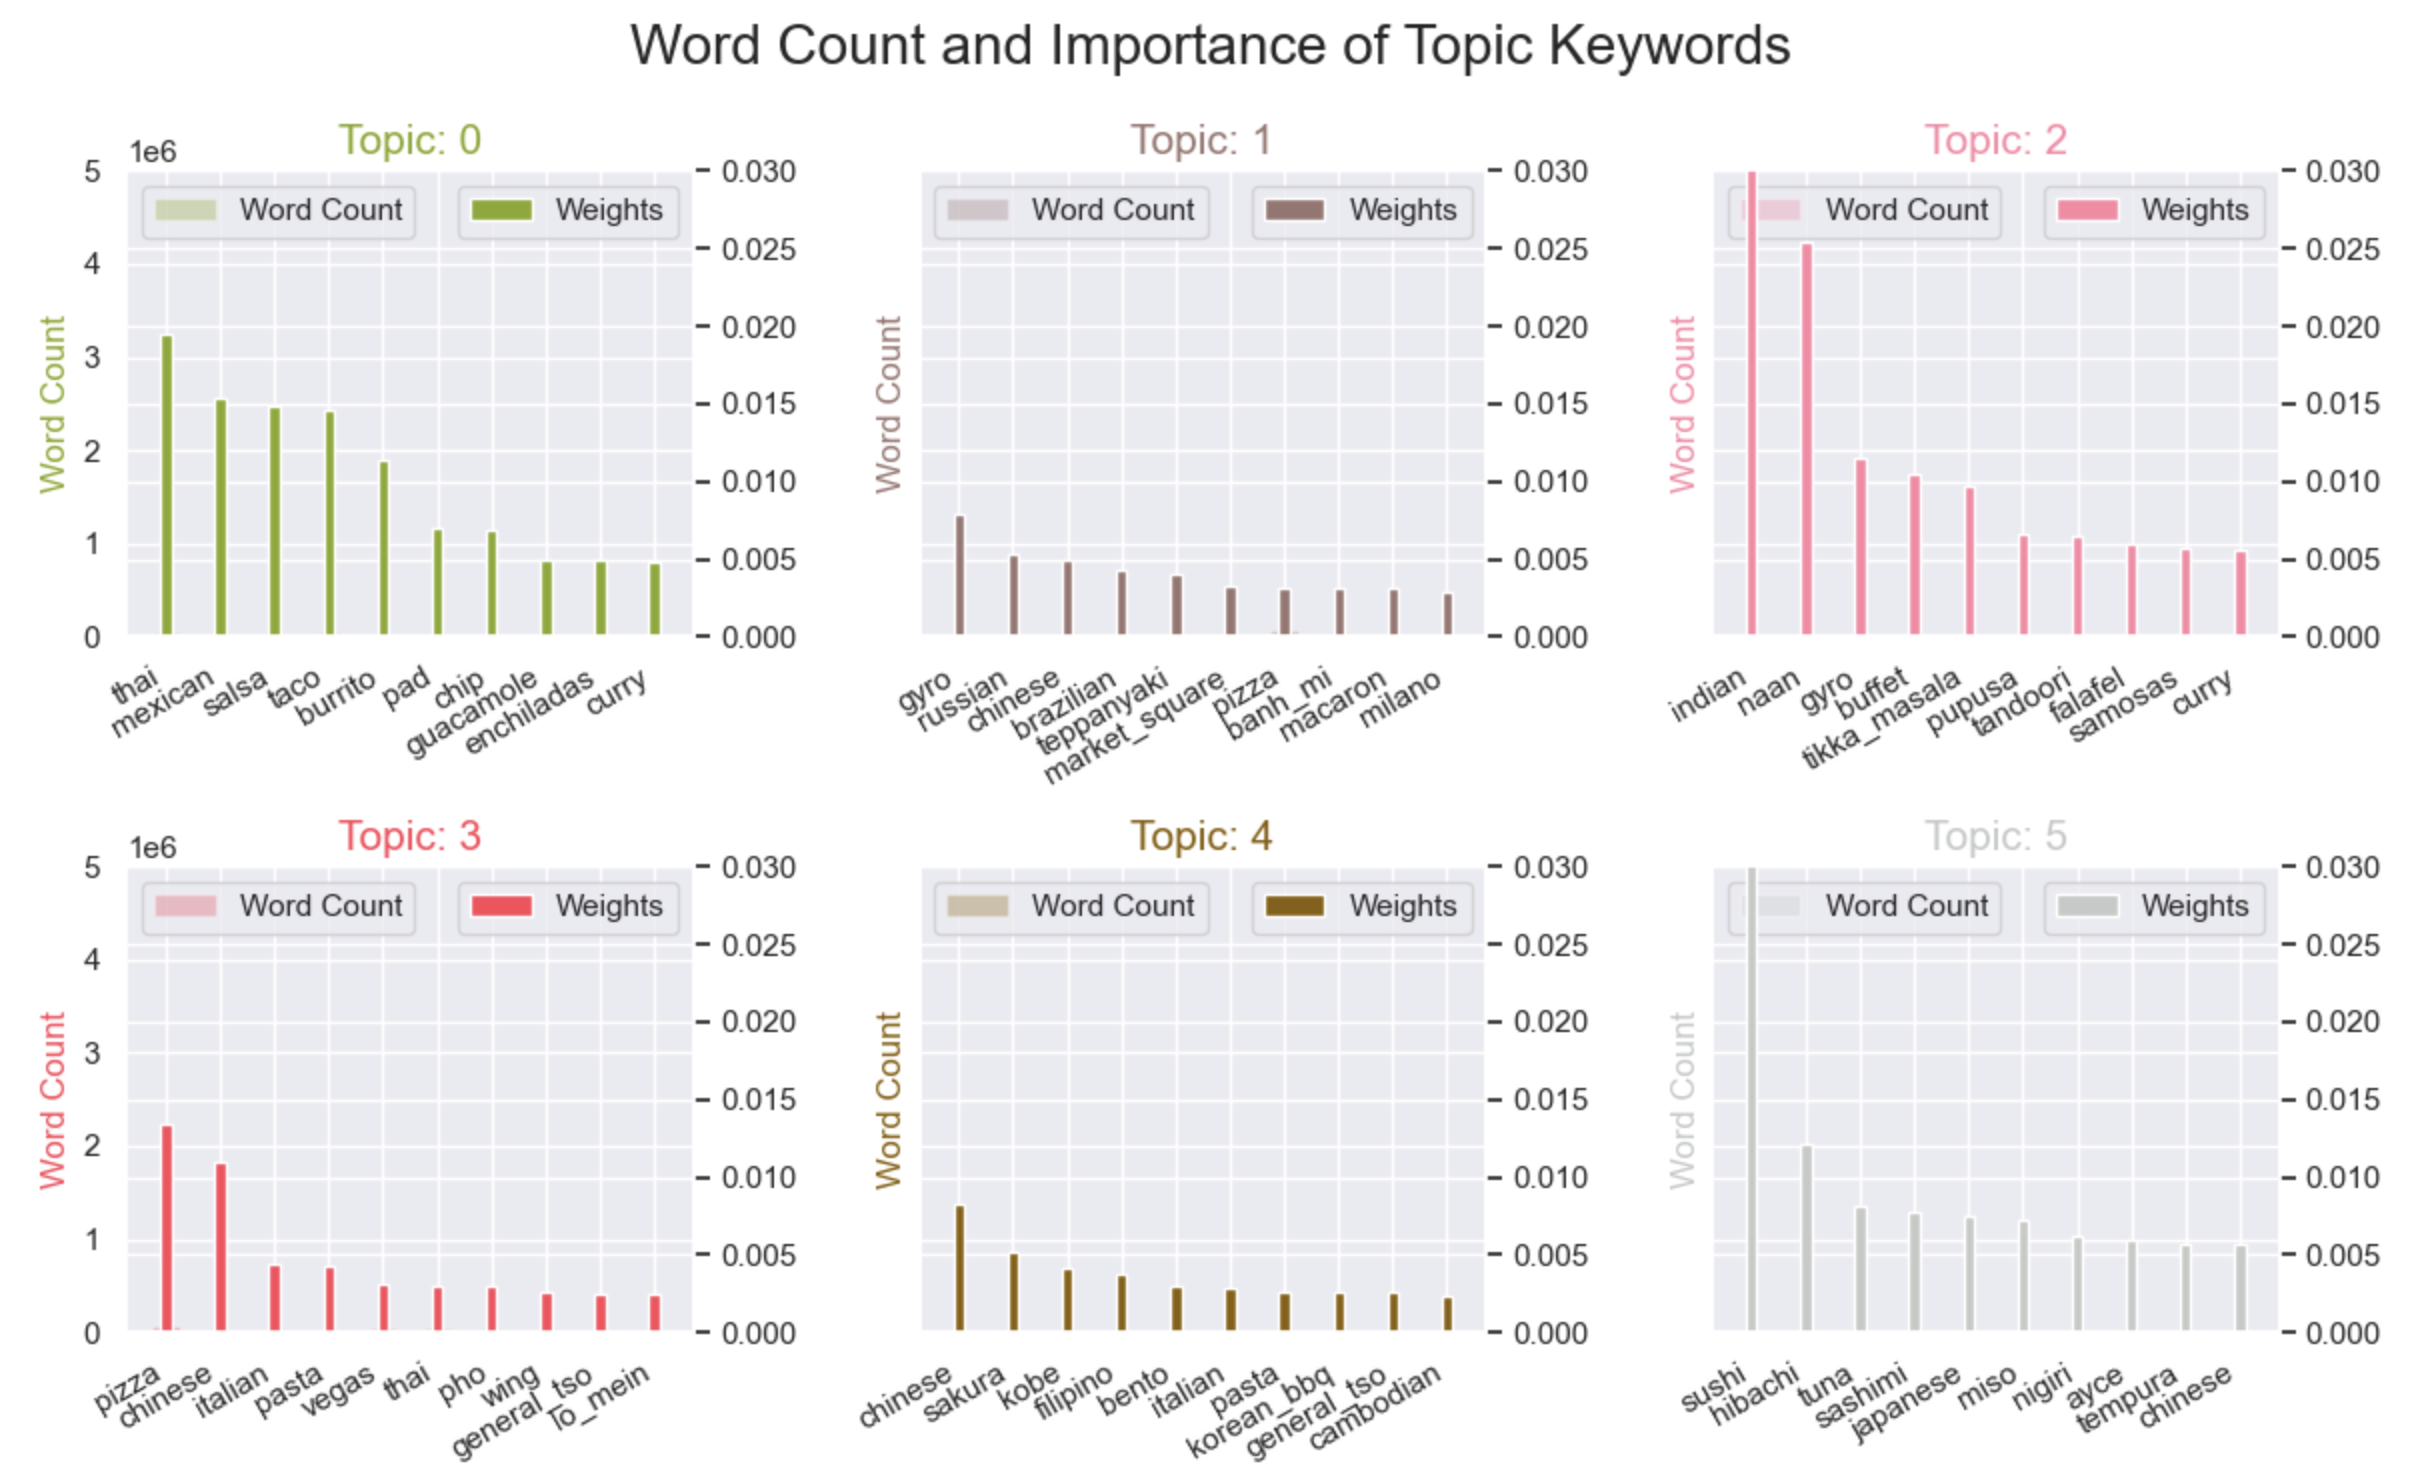 Word Count and Importance of Topic Keywords
Topic: 0
1e6
Word Count
Weights
Word Count
5
4
3
2
1
0
0.030
0.025
0.020
0.015
0.010
0.005
0.000
thai
mexican
salsa
taco
burrito
pad
chip
guacamole
enchiladas
curry
Topic: 1
Word Count
Weights
Word Count
0.030
0.025
0.020
0.015
0.010
0.005
0.000
gyro
russian
chinese
brazilian
teppanyaki
market_square
pizza
banh_mi
macaron
milano
Topic: 2
Word Count
Weights
Word Count
0.030
0.025
0.020
0.015
0.010
0.005
0.000
indian
naan
gyro
buffet
tikka_masala
pupusa
tandoori
falafel
samosas
curry
Topic: 3
1e6
Word Count
Weights
Word Count
5
4
3
2
1
0
0.030
0.025
0.020
0.015
0.010
0.005
0.000
pizza
chinese
italian
pasta
vegas
thai
pho
wing
general_tso
lo_mein
Topic: 4
Word Count
Weights
Word Count
0.030
0.025
0.020
0.015
0.010
0.005
0.000
chinese
sakura
kobe
filipino
bento
italian
pasta
korean_bbq
general_tso
cambodian
Topic: 5
Word Count
Weights
Word Count
0.030
0.025
0.020
0.015
0.010
0.005
0.000
sushi
hibachi
tuna
sashimi
japanese
miso
nigiri
ayce
tempura
chinese